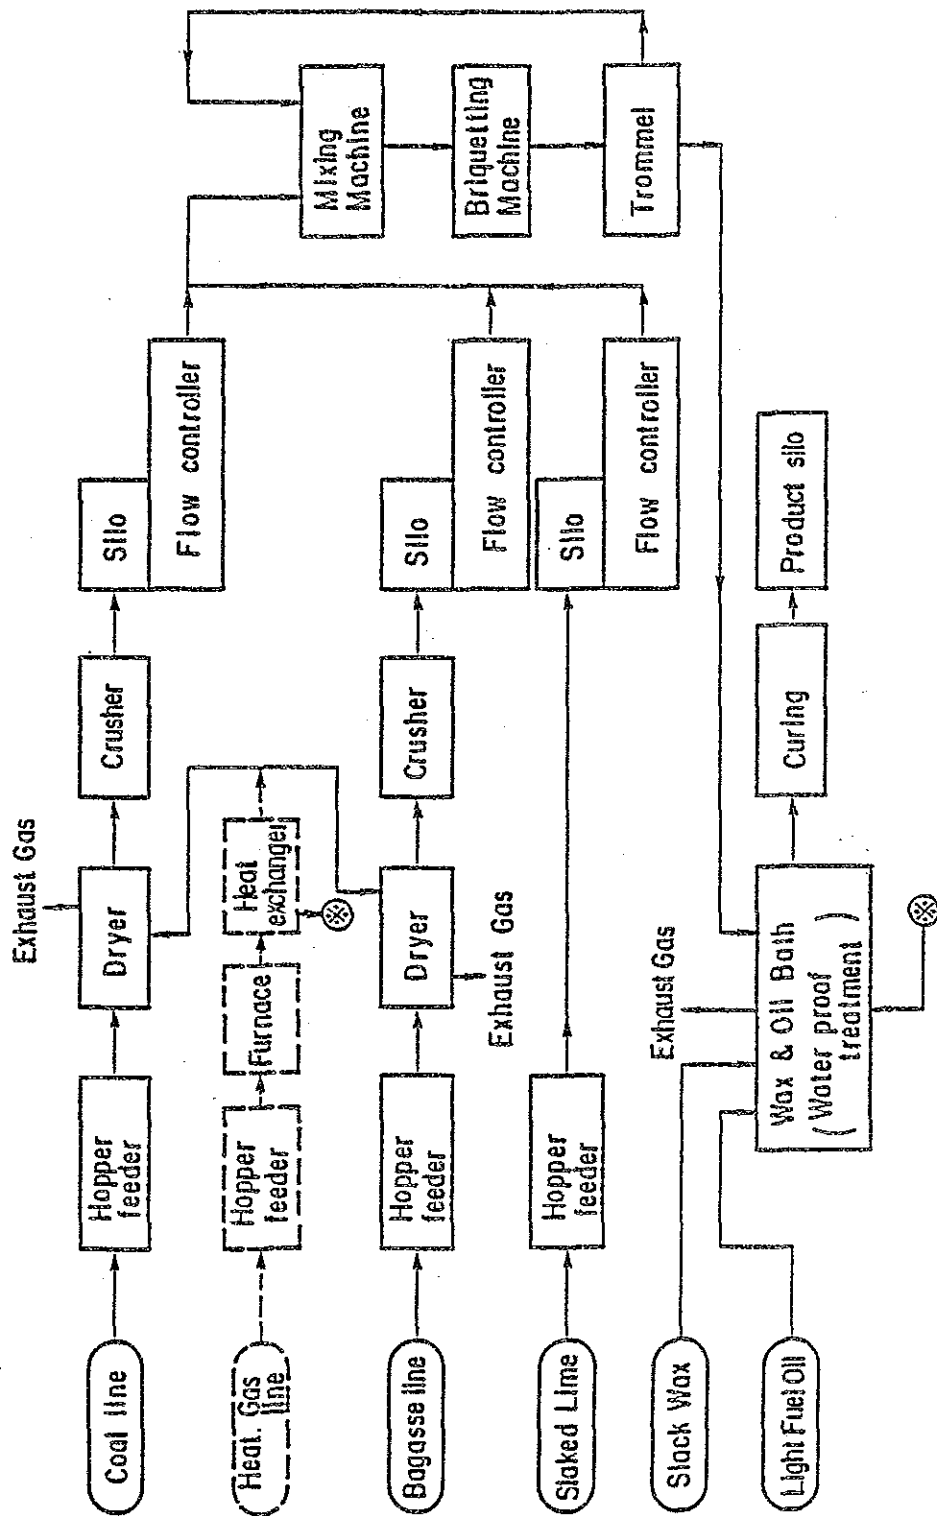 Coal line
Hopper
feeder
Dryer
Exhaust Gas
Crusher
Silo
Flow controller
Heat. Gas
line
Hopper
feeder
Furnace
Heat
exchanger
※
Bagasse line
Hopper
feeder
Dryer
Exhaust Gas
Crusher
Silo
Flow controller
Slaked Lime
Hopper
feeder
Silo
Flow controller
Mixing
Machine
Briquetting
Machine
Trommel
Slack Wax
Light Fuel Oil
Exhaust Gas
Wax & Oil Bath
( Water proof
treatment )
※
Curing
Product silo